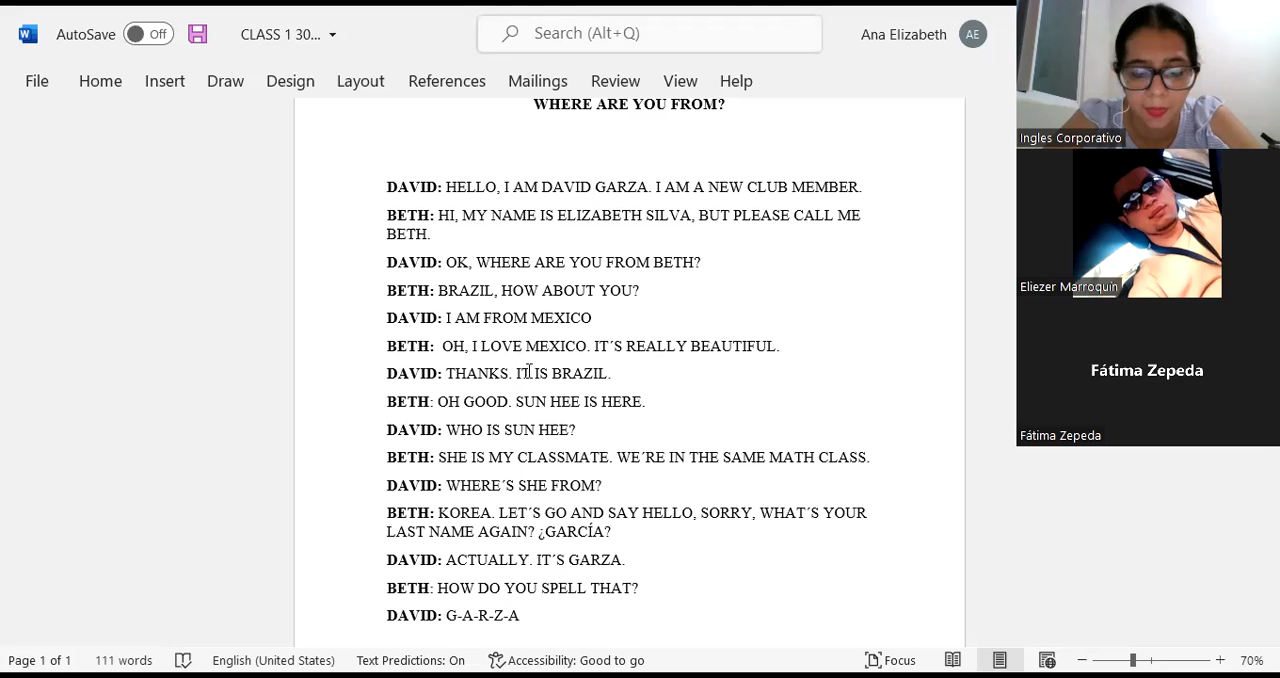 AutoSave Off CLASS 1 30... Search (Alt+Q) Ana Elizabeth AE
File Home Insert Draw Design Layout References Mailings Review View Help
WHERE ARE YOU FROM?
DAVID: HELLO, I AM DAVID GARZA. I AM A NEW CLUB MEMBER.
BETH: HI, MY NAME IS ELIZABETH SILVA, BUT PLEASE CALL ME
BETH.
DAVID: OK, WHERE ARE YOU FROM BETH?
BETH: BRAZIL, HOW ABOUT YOU?
DAVID: I AM FROM MEXICO
BETH: OH, I LOVE MEXICO. IT´S REALLY BEAUTIFUL.
DAVID: THANKS. IT IS BRAZIL.
BETH: OH GOOD. SUN HEE IS HERE.
DAVID: WHO IS SUN HEE?
BETH: SHE IS MY CLASSMATE. WE´RE IN THE SAME MATH CLASS.
DAVID: WHERE´S SHE FROM?
BETH: KOREA. LET´S GO AND SAY HELLO, SORRY, WHAT´S YOUR
LAST NAME AGAIN? ¿GARCÍA?
DAVID: ACTUALLY. IT´S GARZA.
BETH: HOW DO YOU SPELL THAT?
DAVID: G-A-R-Z-A
Page 1 of 1 111 words English (United States) Text Predictions: On Accessibility: Good to go Focus 70%
Ingles Corporativo
Eliezer Marroquín
Fátima Zepeda
Fátima Zepeda